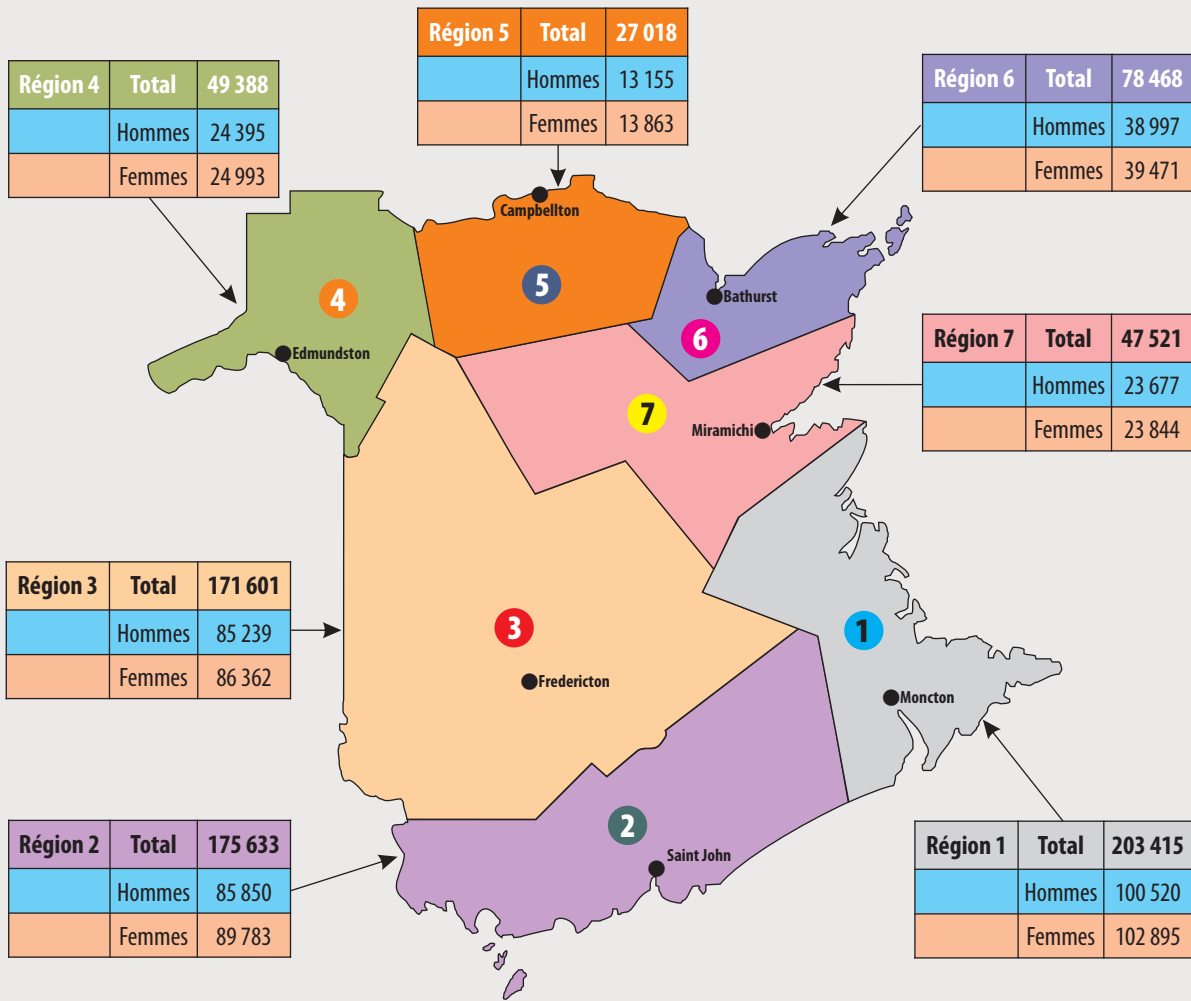 Région 5 Total 27 018
Hommes 13 155
Femmes 13 863
Région 4 Total 49 388
Hommes 24 395
Femmes 24 993
Région 6 Total 78 468
Hommes 38 997
Femmes 39 471
Campbellton
5
4
Bathurst
6
Edmundston
Région 7 Total 47 521
Hommes 23 677
Femmes 23 844
7
Miramichi
Région 3 Total 171 601
Hommes 85 239
Femmes 86 362
3
1
Fredericton
Moncton
Région 2 Total 175 633
Hommes 85 850
Femmes 89 783
2
Saint John
Région 1 Total 203 415
Hommes 100 520
Femmes 102 895